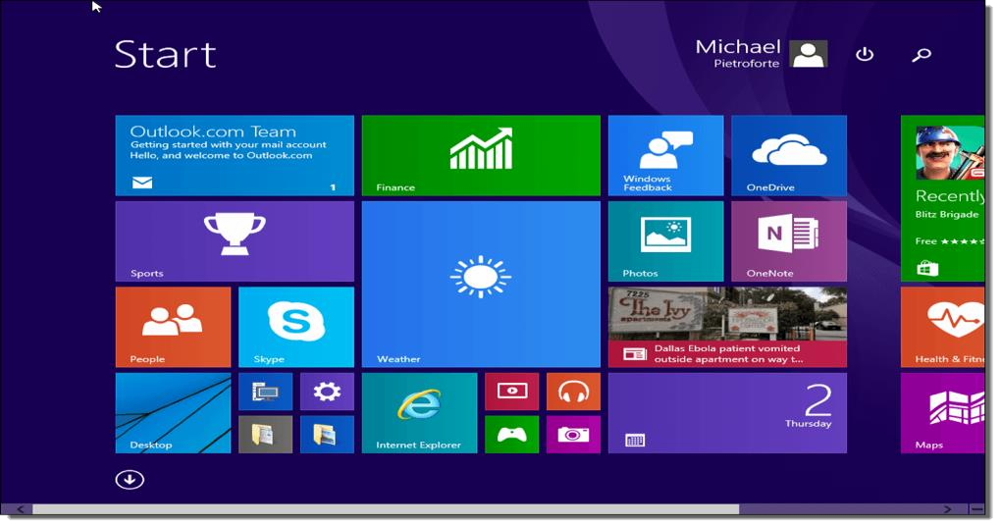 Start
Michael
Pietroforte
Outlook.com Team
Getting started with your mail account
Hello, and welcome to Outlook.com
1
Finance
Windows
Feedback
OneDrive
Recently
Blitz Brigade
Free
Sports
Photos
N
OneNote
People
S
Skype
Weather
7225
The Ivy
apartments
Dallas Ebola patient vomited
outside apartment on way t...
Health & Fitne
Desktop
Internet Explorer
2
Thursday
Maps